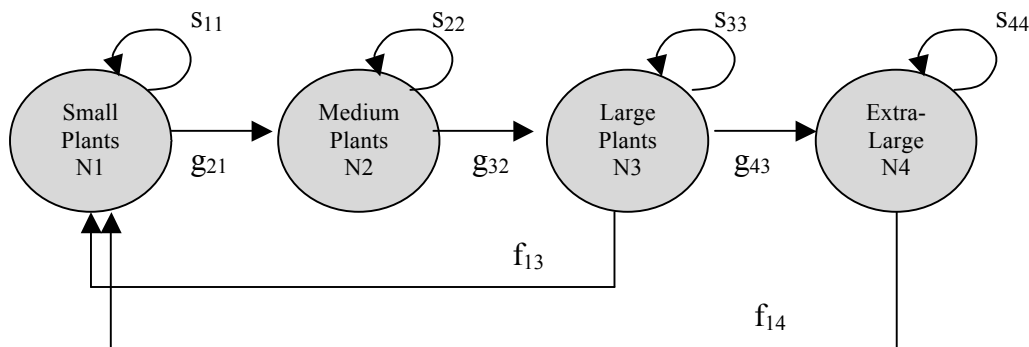 s₁₁
s₂₂
s₃₃
s₄₄
Small
Plants
N1
Medium
Plants
N2
Large
Plants
N3
Extra-
Large
N4
g₂₁
g₃₂
g₄₃
f₁₃
f₁₄